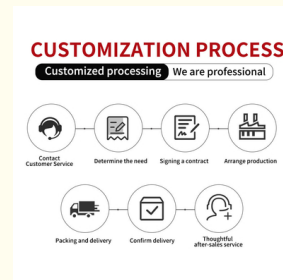 CUSTOMIZATION PROCESS
Customized processing We are professional
Contact
Customer Service
Determine the need
Signing a contract
Arrange production
Packing and delivery
Confirm delivery
Thoughtful
after-sales service